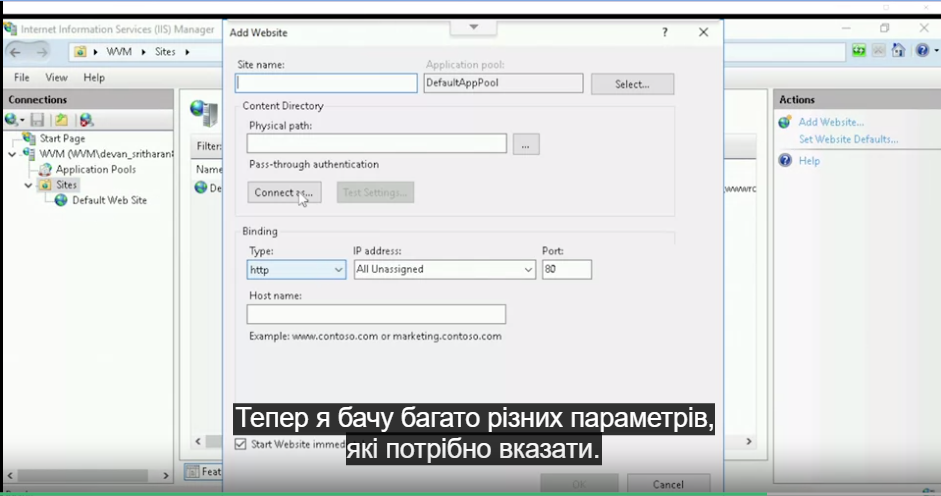 Internet Information Services (IIS) Manager
Add Website
?
WVM
Sites
File View Help
Connections
Start Page
WVM (WVM\devan_sritharan
Application Pools
Sites
Default Web Site
Filter:
Name
De
Site name:
Application pool:
DefaultAppPool
Select...
Content Directory
Physical path:
...
Pass-through authentication
Connect as...
Test Settings...
Binding
Type:
IP address:
Port:
http
All Unassigned
80
Host name:
Example: www.contoso.com or marketing.contoso.com
Start Website immed
OK
Cancel
Feat
Actions
Add Website...
Set Website Defaults...
Help
Тепер я бачу багато різних параметрів,
які потрібно вказати.